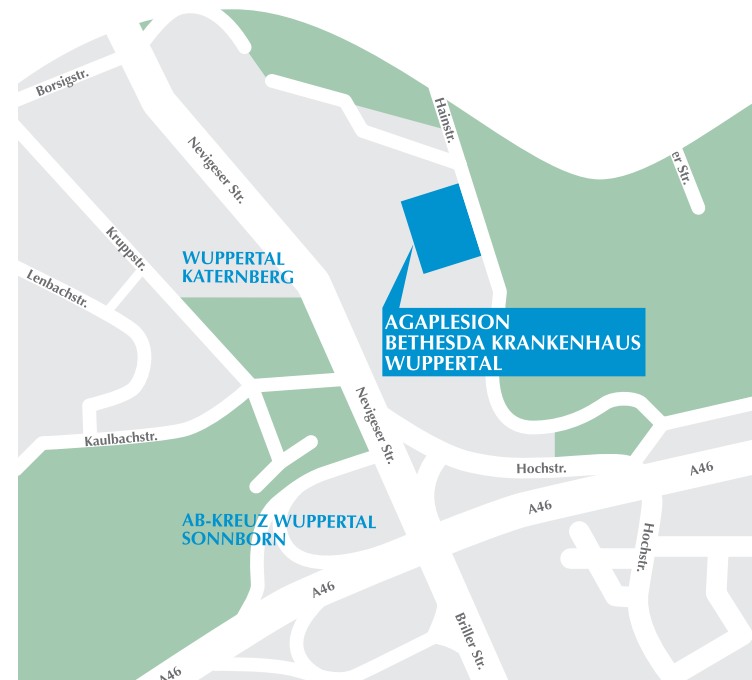 Borsigstr.
Hainstr.
Nevigeser Str.
er Str.
Kruppstr.
WUPPERTAL
KATERNBERG
Lenbachstr.
AGAPLESION
BETHESDA KRANKENHAUS
WUPPERTAL
Nevigeser Str.
Kaulbachstr.
Hochstr.
A46
A46
AB-KREUZ WUPPERTAL
SONNBORN
Hochstr.
A46
Briller Str.
A46